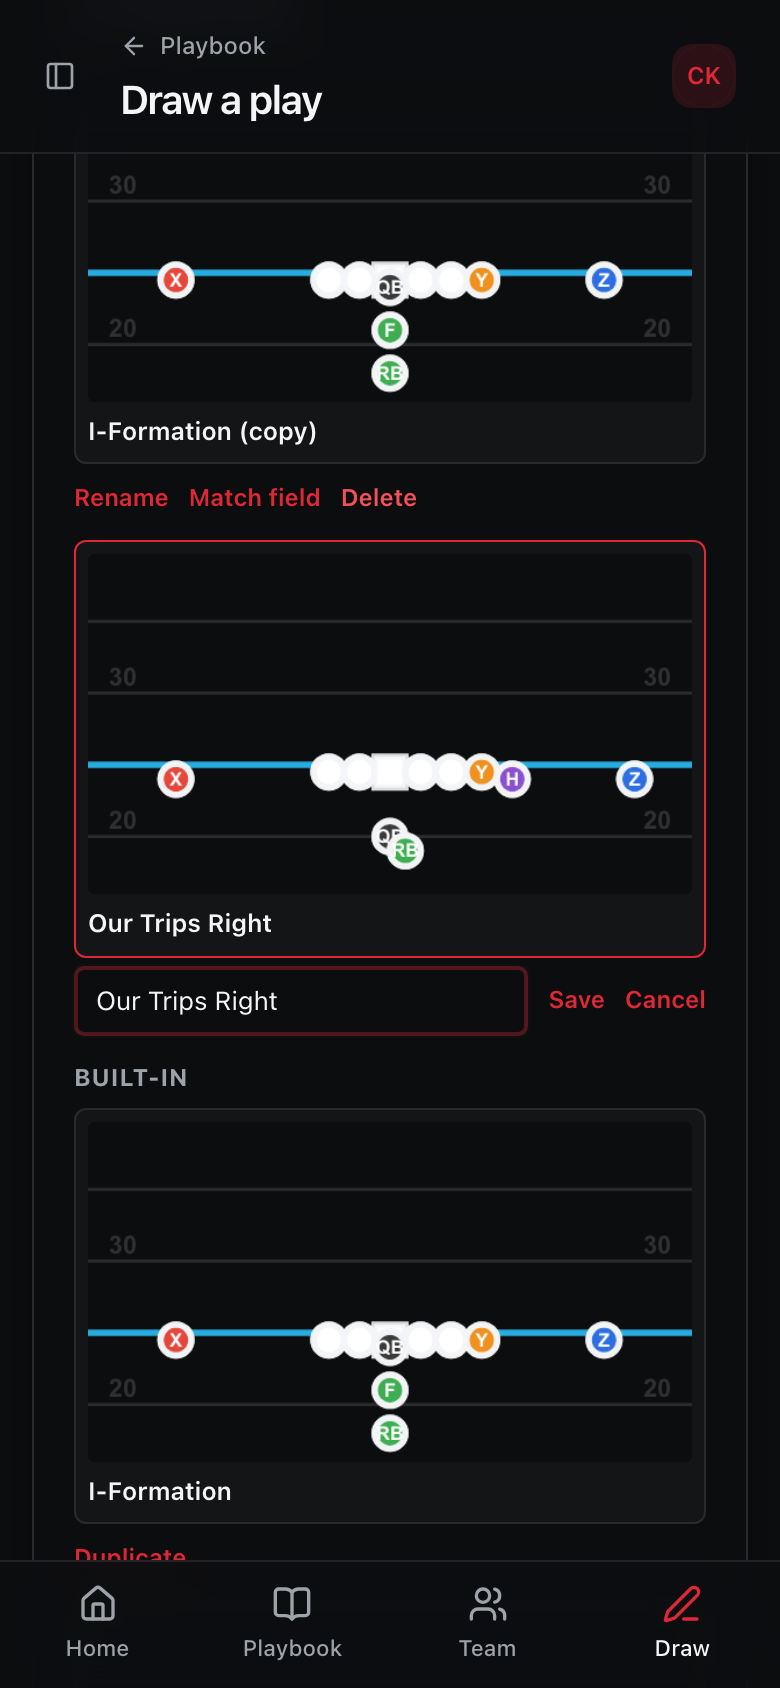 Playbook
Draw a play
CK
30 30
X QB Y Z
F
20 20
RB
I-Formation (copy)
Rename Match field Delete
30 30
X Y H Z
20 20
QB
RB
Our Trips Right
Our Trips Right Save Cancel
BUILT-IN
30 30
X QB Y Z
F
20 20
RB
I-Formation
Duplicate
Home Playbook Team Draw